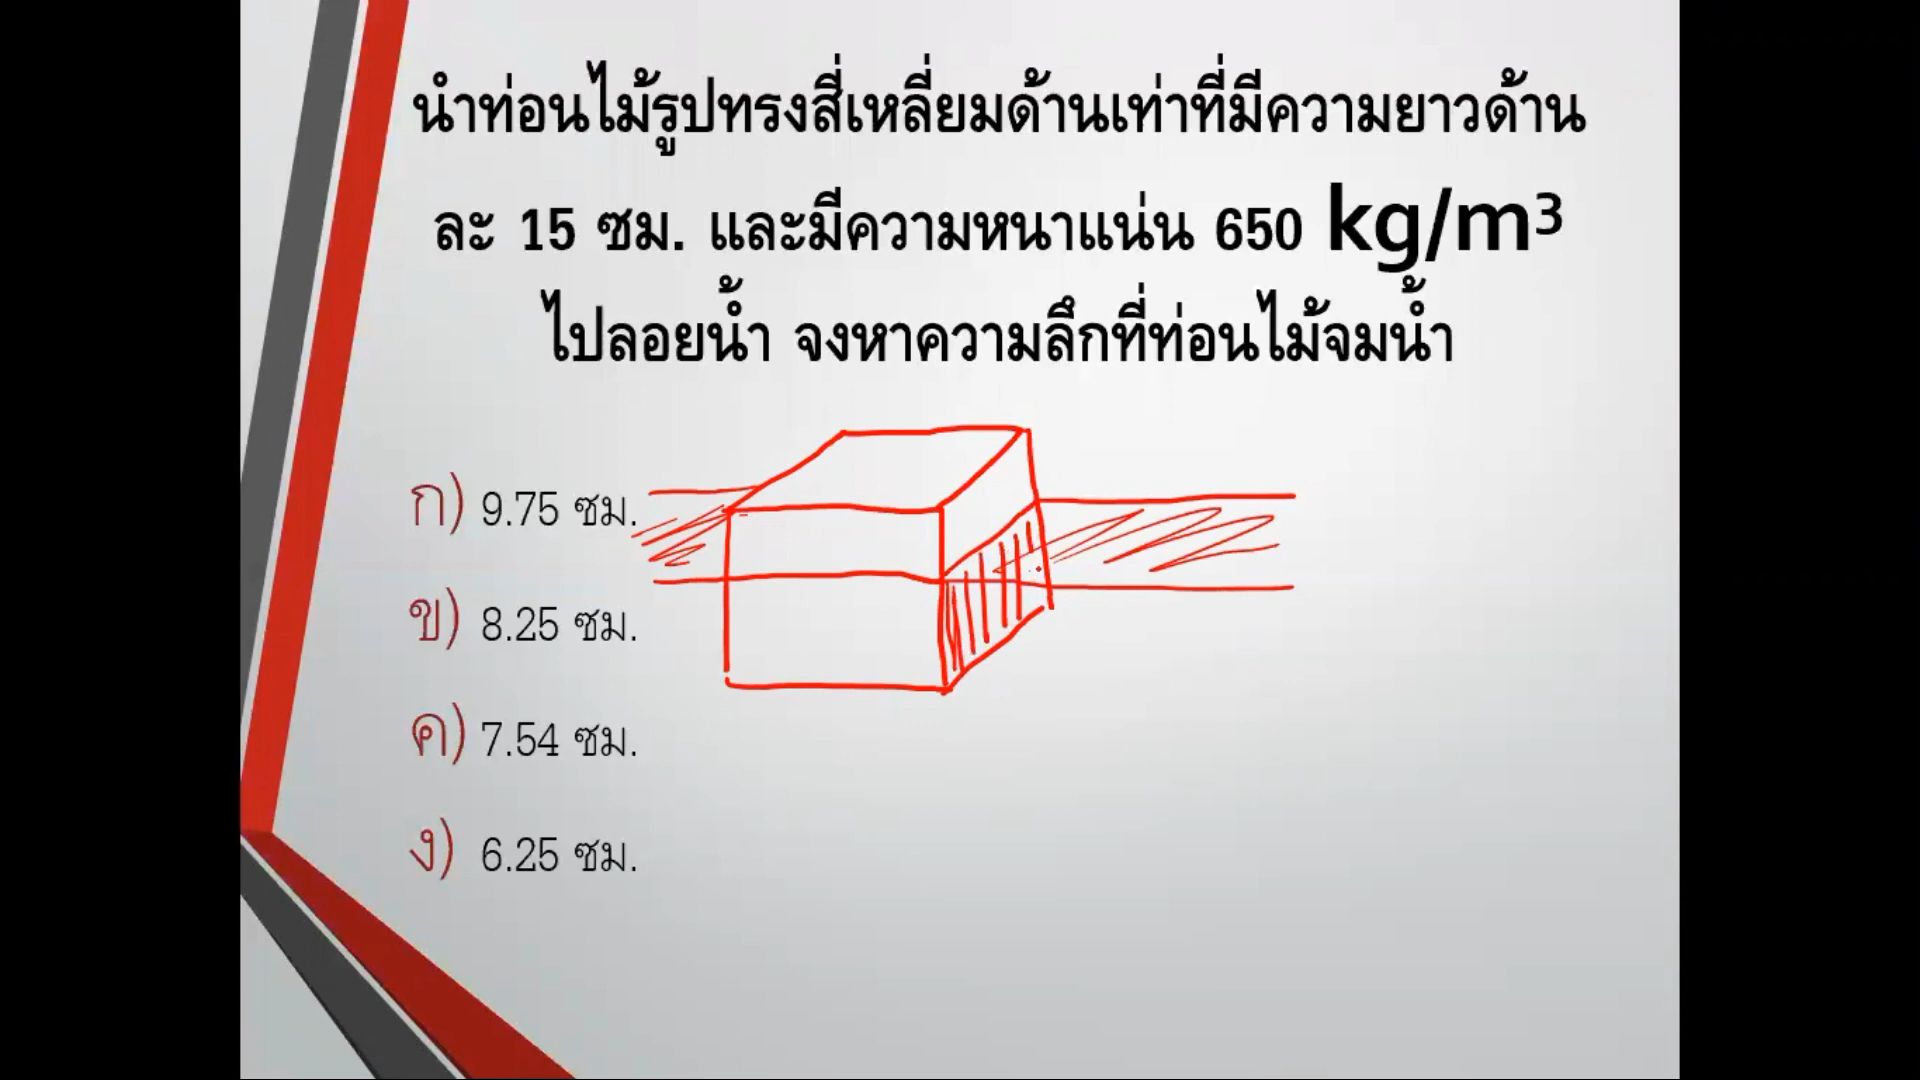 นำท่อนไม้รูปทรงสี่เหลี่ยมด้านเท่าที่มีความยาวด้าน
ละ 15 ซม. และมีความหนาแน่น 650 kg/m³
ไปลอยน้ำ จงหาความลึกที่ท่อนไม้จมน้ำ
ก) 9.75 ซม.
ข) 8.25 ซม.
ค) 7.54 ซม.
ง) 6.25 ซม.